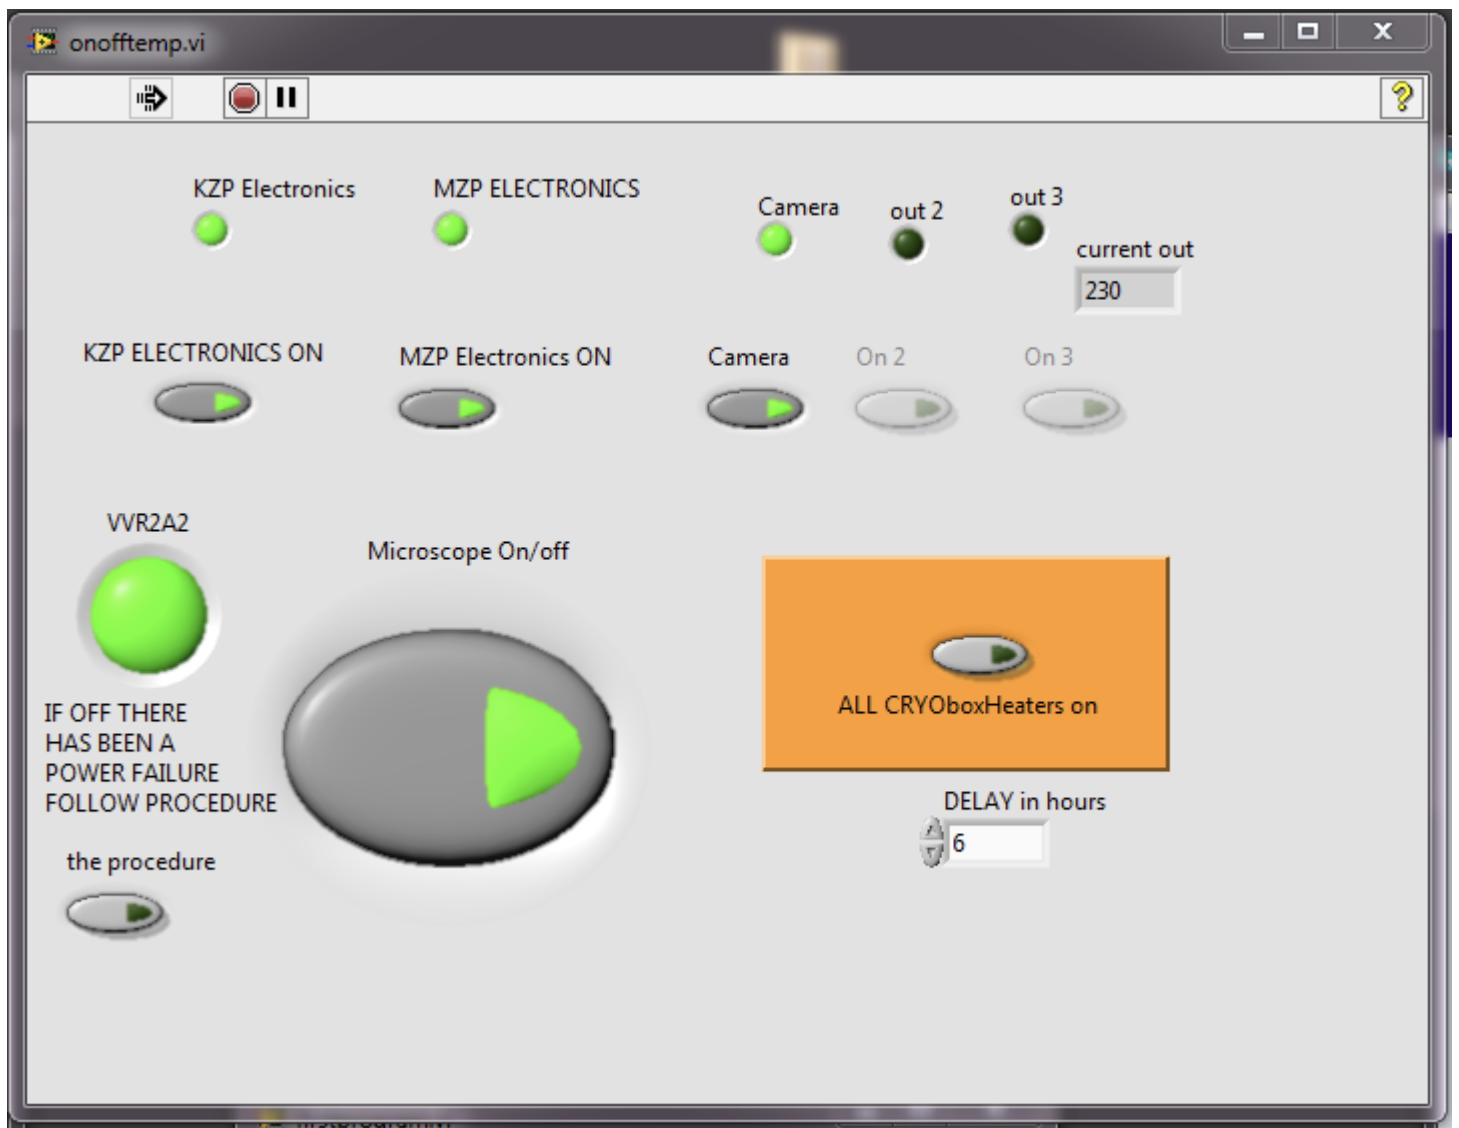 onofftemp.vi
KZP Electronics
MZP ELECTRONICS
Camera
out 2
out 3
current out
230
KZP ELECTRONICS ON
MZP Electronics ON
Camera
On 2
On 3
VVR2A2
Microscope On/off
IF OFF THERE
HAS BEEN A
POWER FAILURE
FOLLOW PROCEDURE
the procedure
ALL CRYOboxHeaters on
DELAY in hours
6